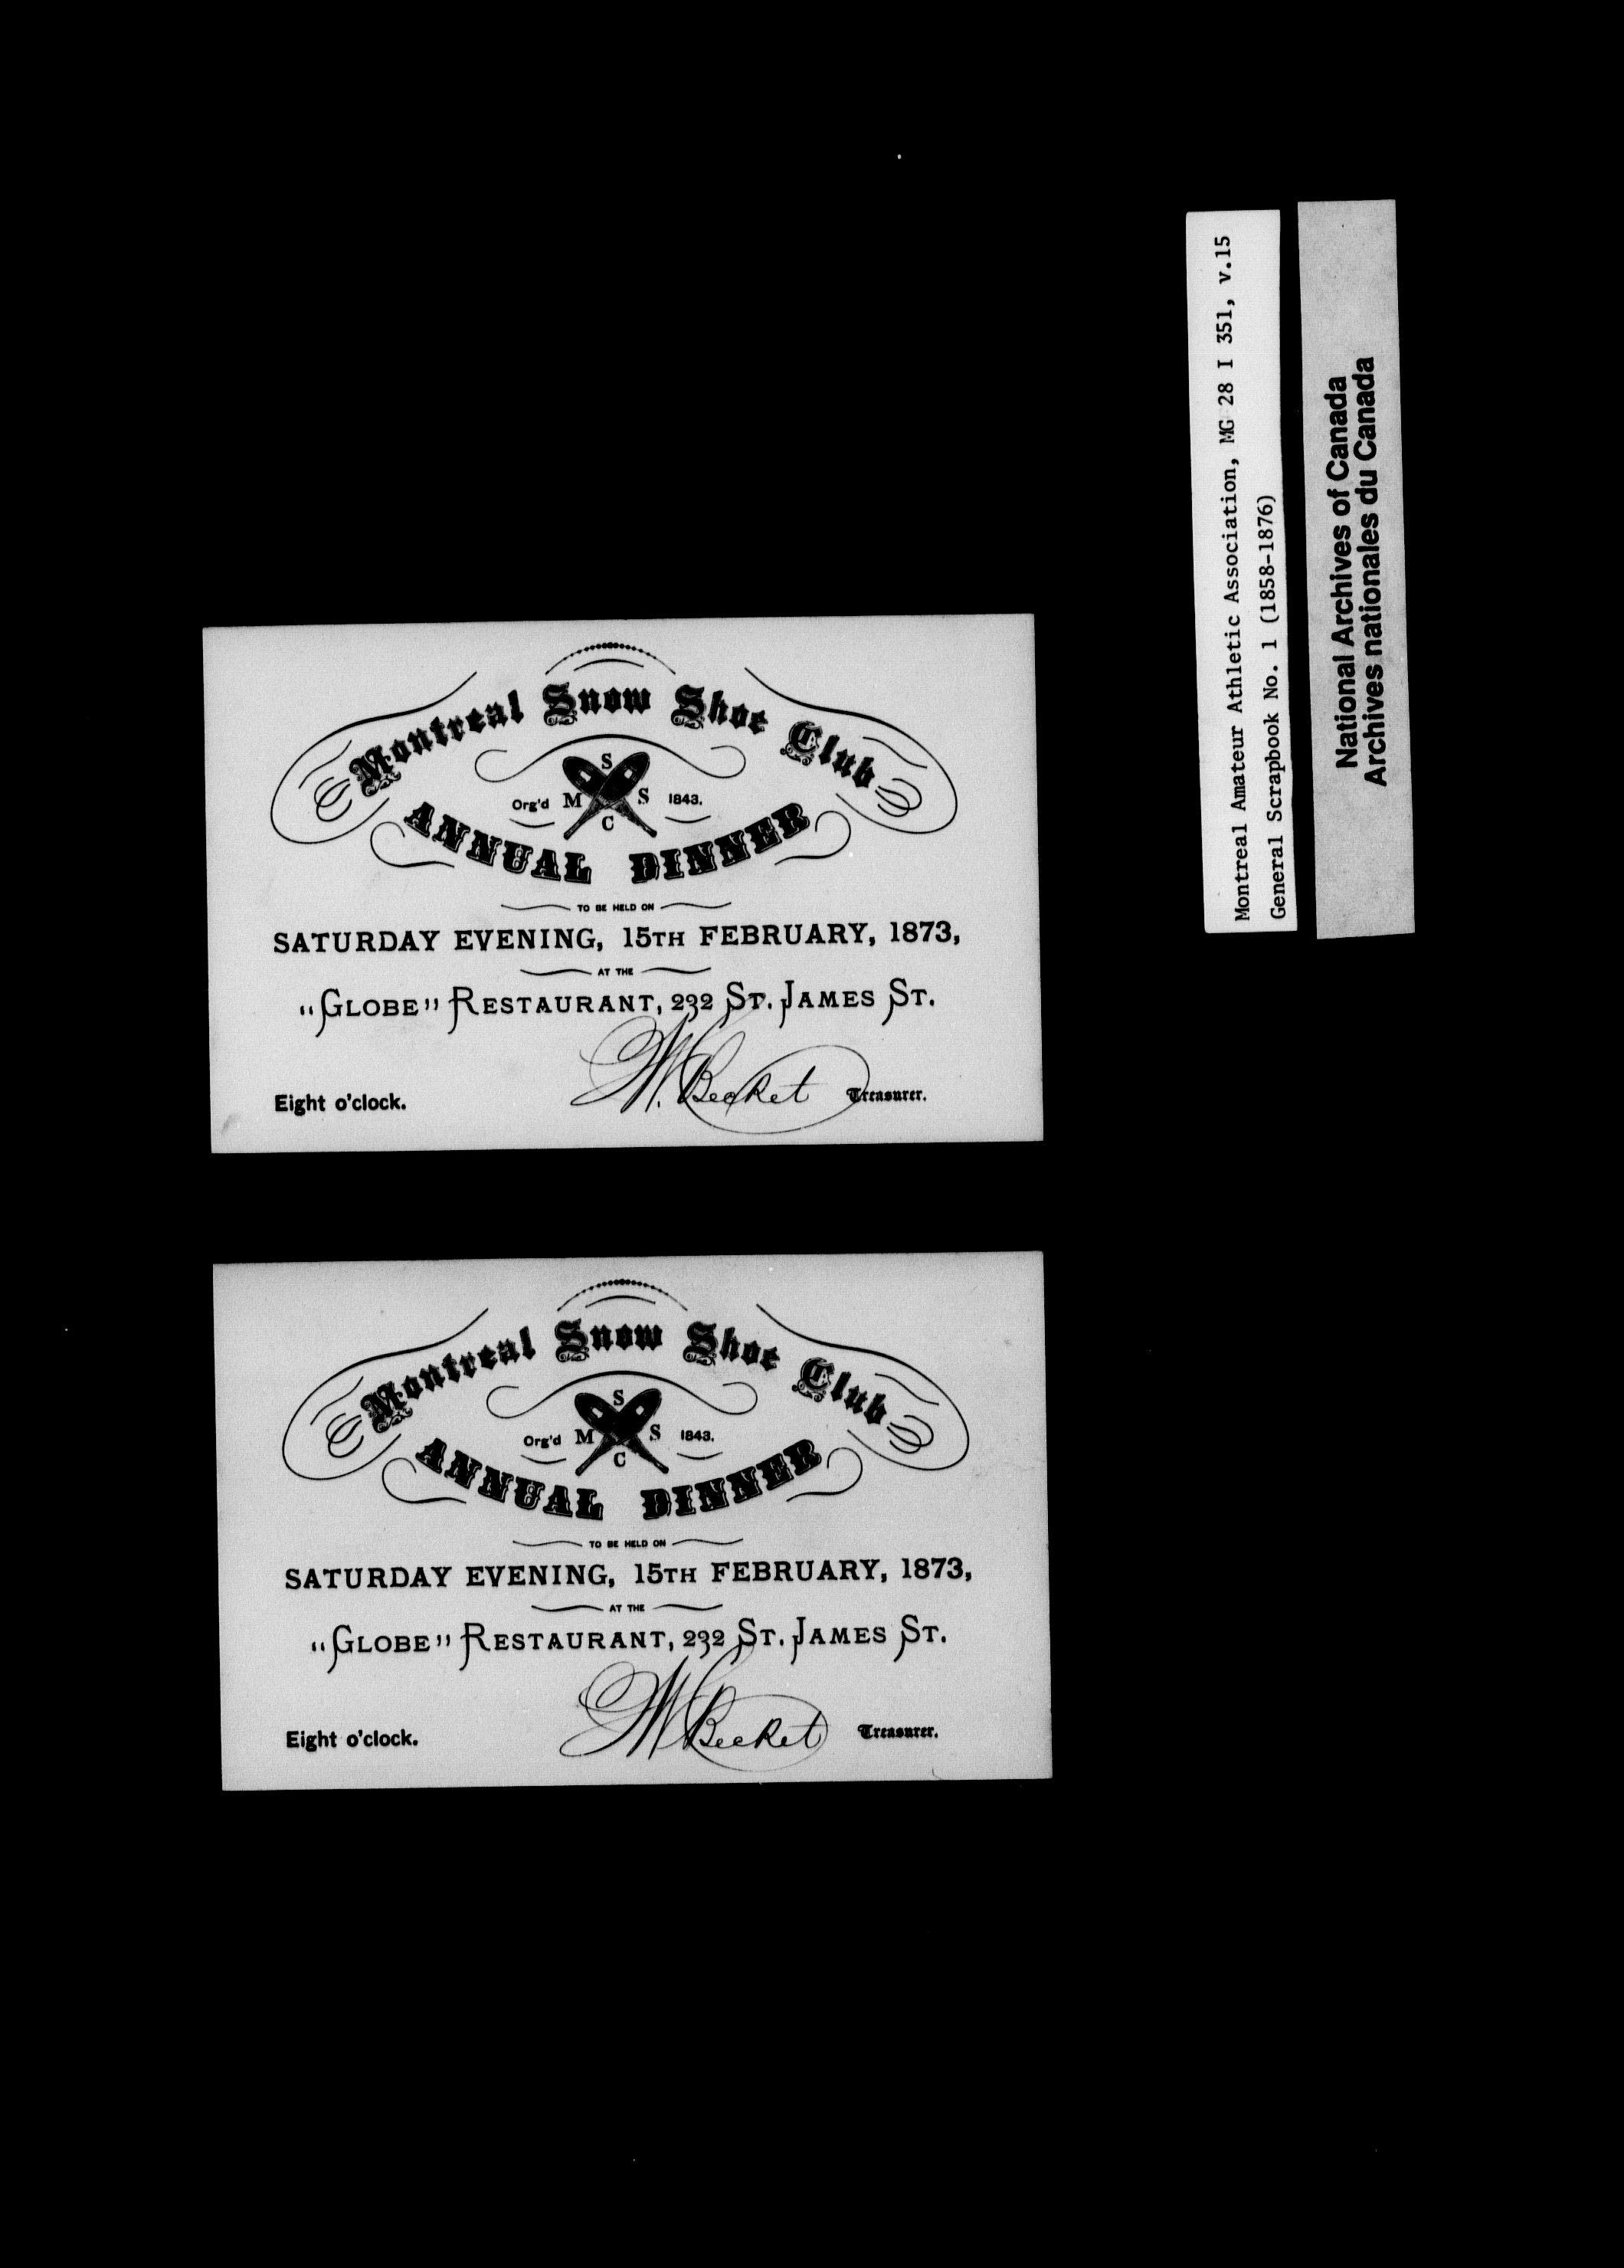 Montreal Snow Shoe Club
S
Org'd M S 1843.
C
ANNUAL DINNER
TO BE HELD ON
SATURDAY EVENING, 15TH FEBRUARY, 1873,
AT THE
"GLOBE" RESTAURANT, 232 ST. JAMES ST.
Eight o'clock. W. Becket Treasurer.
Montreal Snow Shoe Club
S
Org'd M S 1843.
C
ANNUAL DINNER
TO BE HELD ON
SATURDAY EVENING, 15TH FEBRUARY, 1873,
AT THE
"GLOBE" RESTAURANT, 232 ST. JAMES ST.
Eight o'clock. W Becket Treasurer.
Montreal Amateur Athletic Association, MG 28 I 351, v.15
General Scrapbook No. 1 (1858-1876)
National Archives of Canada
Archives nationales du Canada